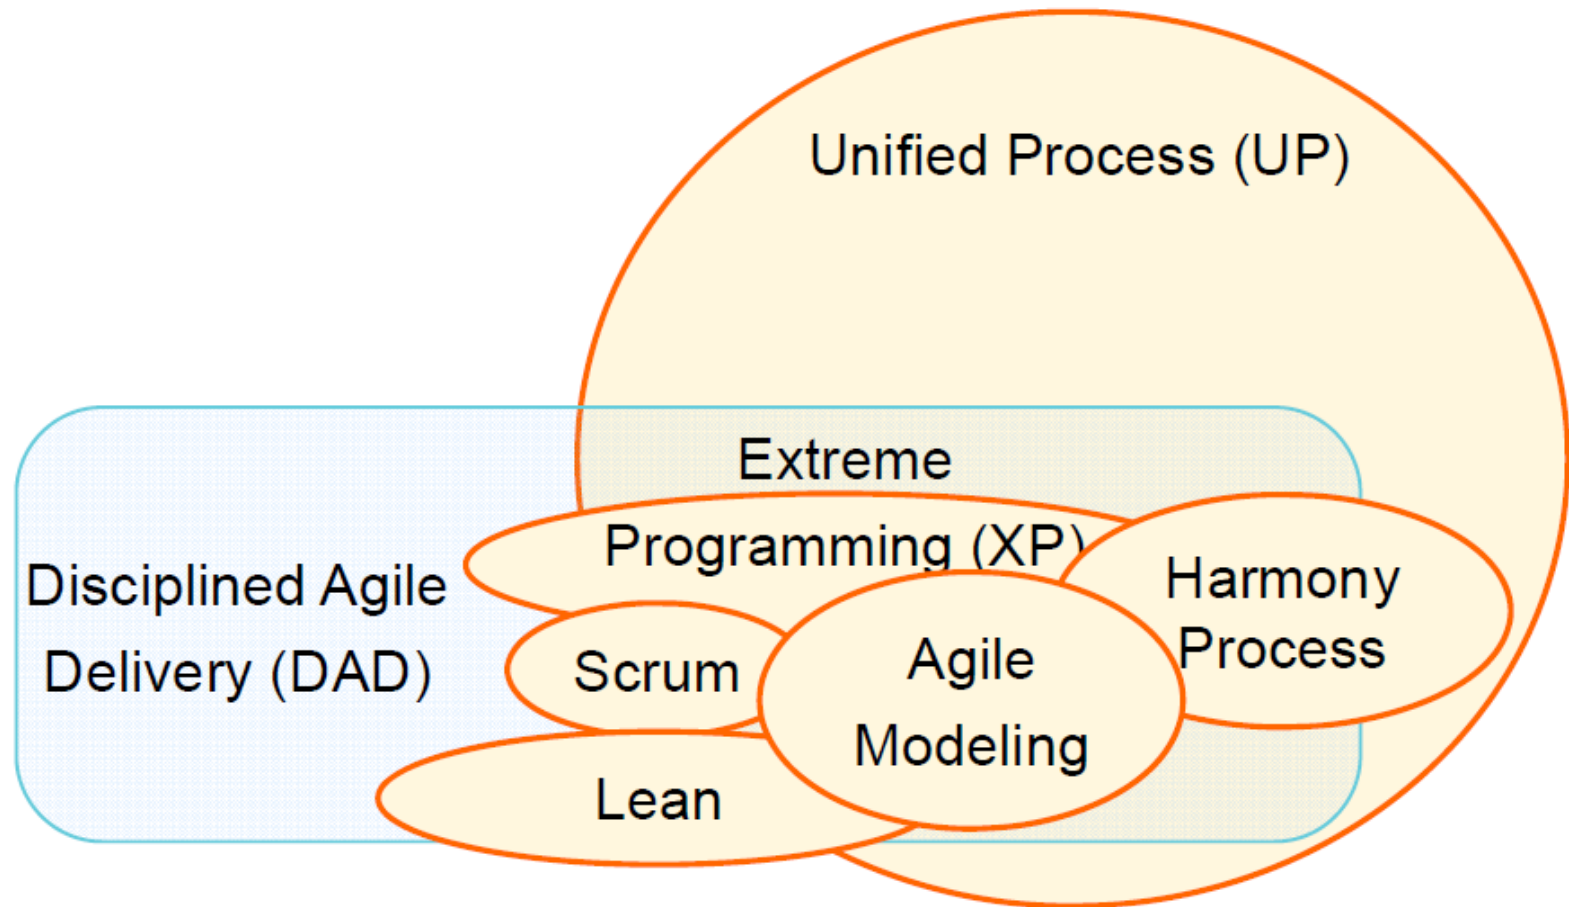 Unified Process (UP)
Extreme
Programming (XP)
Disciplined Agile
Delivery (DAD)
Harmony
Process
Scrum
Agile
Modeling
Lean